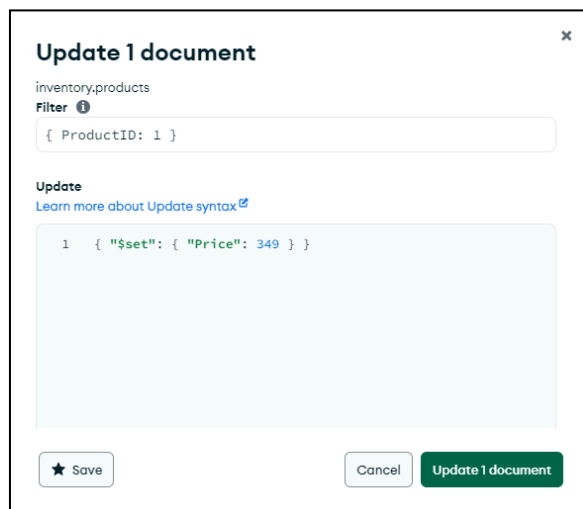 Update 1 document
inventory.products
Filter
{ ProductID: 1 }
Update
Learn more about Update syntax
1 { "$set": { "Price": 349 } }
Save
Cancel
Update 1 document